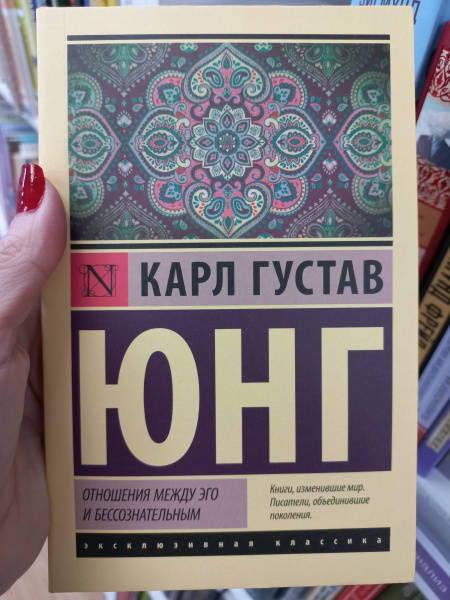 N
КАРЛ ГУСТАВ
ЮНГ
ОТНОШЕНИЯ МЕЖДУ ЭГО
И БЕССОЗНАТЕЛЬНЫМ
Книги, изменившие мир.
Писатели, объединившие
поколения.
эксклюзивная классика